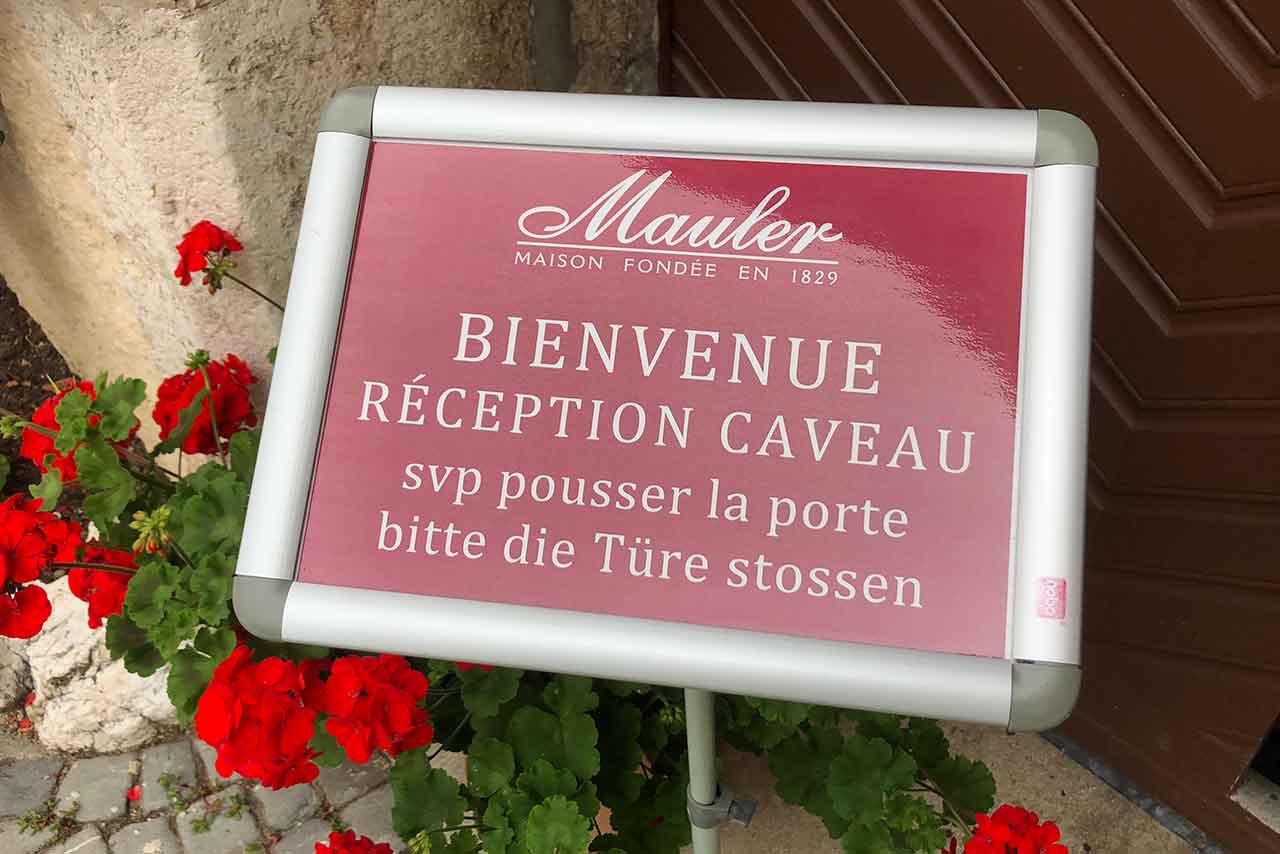 Mauler
MAISON FONDÉE EN 1829
BIENVENUE
RÉCEPTION CAVEAU
svp pousser la porte
bitte die Türe stossen